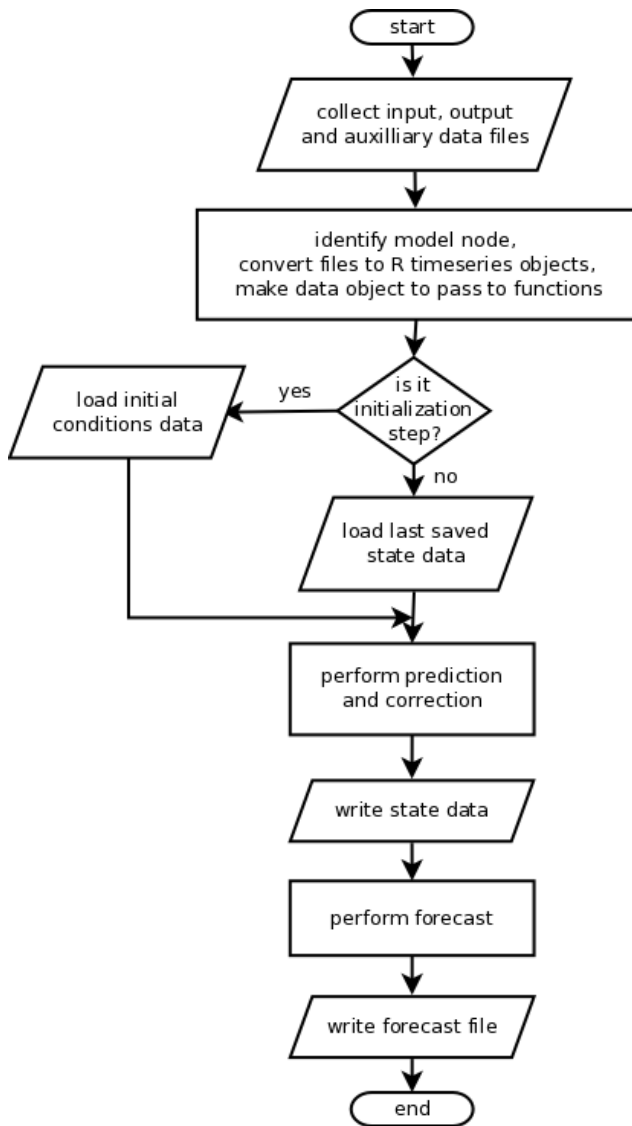 start
collect input, output
and auxilliary data files
identify model node,
convert files to R timeseries objects,
make data object to pass to functions
is it
initialization
step?
yes
load initial
conditions data
no
load last saved
state data
perform prediction
and correction
write state data
perform forecast
write forecast file
end